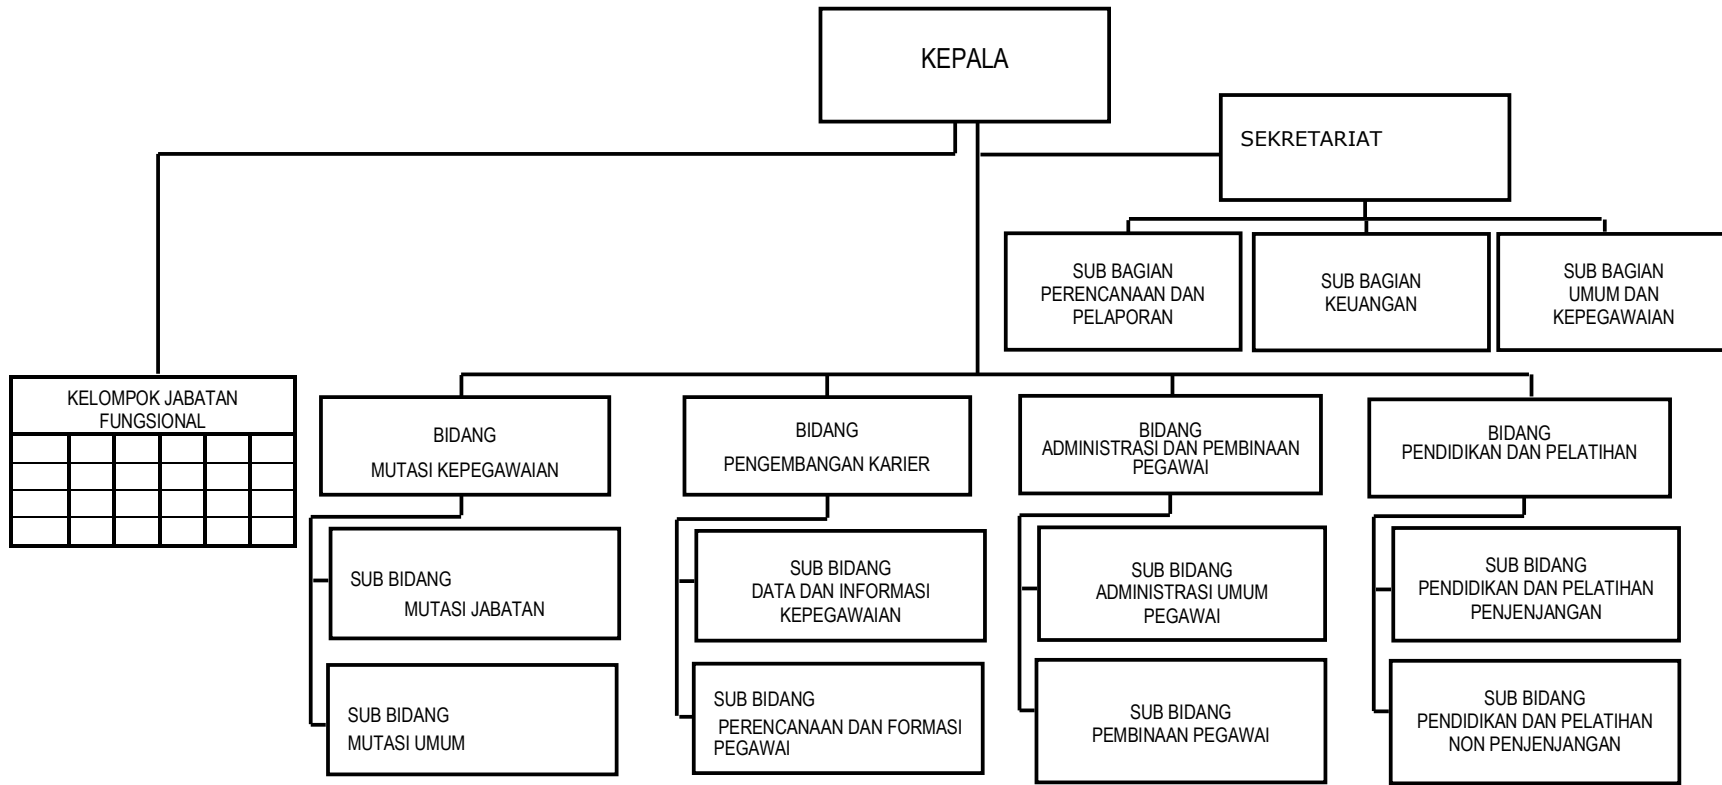 KEPALA
SEKRETARIAT
SUB BAGIAN
PERENCANAAN DAN
PELAPORAN
SUB BAGIAN
KEUANGAN
SUB BAGIAN
UMUM DAN
KEPEGAWAIAN
KELOMPOK JABATAN
FUNGSIONAL
BIDANG
MUTASI KEPEGAWAIAN
BIDANG
PENGEMBANGAN KARIER
BIDANG
ADMINISTRASI DAN PEMBINAAN
PEGAWAI
BIDANG
PENDIDIKAN DAN PELATIHAN
SUB BIDANG
MUTASI JABATAN
SUB BIDANG
DATA DAN INFORMASI
KEPEGAWAIAN
SUB BIDANG
ADMINISTRASI UMUM
PEGAWAI
SUB BIDANG
PENDIDIKAN DAN PELATIHAN
PENJENJANGAN
SUB BIDANG
MUTASI UMUM
SUB BIDANG
PERENCANAAN DAN FORMASI
PEGAWAI
SUB BIDANG
PEMBINAAN PEGAWAI
SUB BIDANG
PENDIDIKAN DAN PELATIHAN
NON PENJENJANGAN